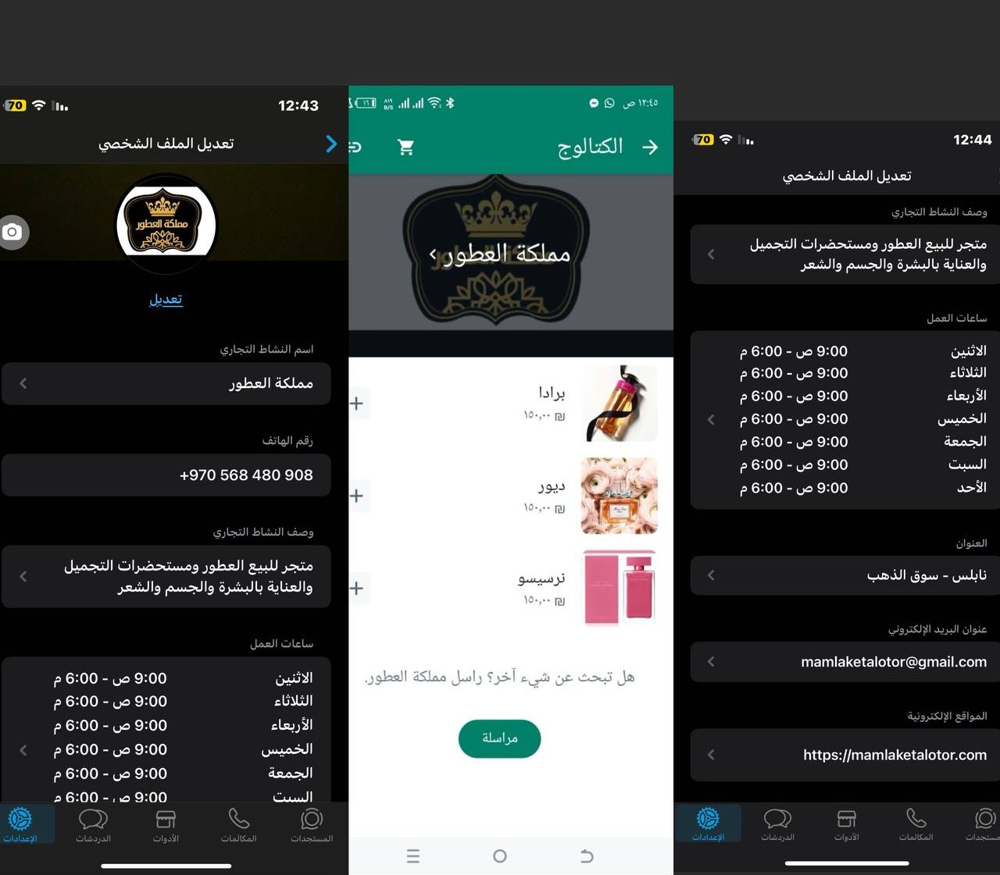 12:43
70
تعديل الملف الشخصي
مملكة العطور
تعديل
اسم النشاط التجاري
مملكة العطور
رقم الهاتف
+970 568 480 908
وصف النشاط التجاري
متجر للبيع العطور ومستحضرات التجميل
والعناية بالبشرة والجسم والشعر
ساعات العمل
الاثنين 9:00 ص - 6:00 م
الثلاثاء 9:00 ص - 6:00 م
الأربعاء 9:00 ص - 6:00 م
الخميس 9:00 ص - 6:00 م
الجمعة 9:00 ص - 6:00 م
السبت 9:00 ص - 6:00 م
المستجدات
المكالمات
الأدوات
الدردشات
الإعدادات
١٢:٤٥ ص
٨١٩ B/S
١٦
الكتالوج
مملكة العطور
برادا
₪ ١٥٠,٠٠
ديور
₪ ١٥٠,٠٠
نرسيسو
₪ ١٥٠,٠٠
هل تبحث عن شيء آخر؟ راسل مملكة العطور.
مراسلة
12:44
70
تعديل الملف الشخصي
وصف النشاط التجاري
متجر للبيع العطور ومستحضرات التجميل
والعناية بالبشرة والجسم والشعر
ساعات العمل
الاثنين 9:00 ص - 6:00 م
الثلاثاء 9:00 ص - 6:00 م
الأربعاء 9:00 ص - 6:00 م
الخميس 9:00 ص - 6:00 م
الجمعة 9:00 ص - 6:00 م
السبت 9:00 ص - 6:00 م
الأحد 9:00 ص - 6:00 م
العنوان
نابلس - سوق الذهب
عنوان البريد الإلكتروني
mamlaketalotor@gmail.com
المواقع الإلكترونية
https://mamlaketalotor.com
ستجدات
المكالمات
الأدوات
الدردشات
الإعدادات